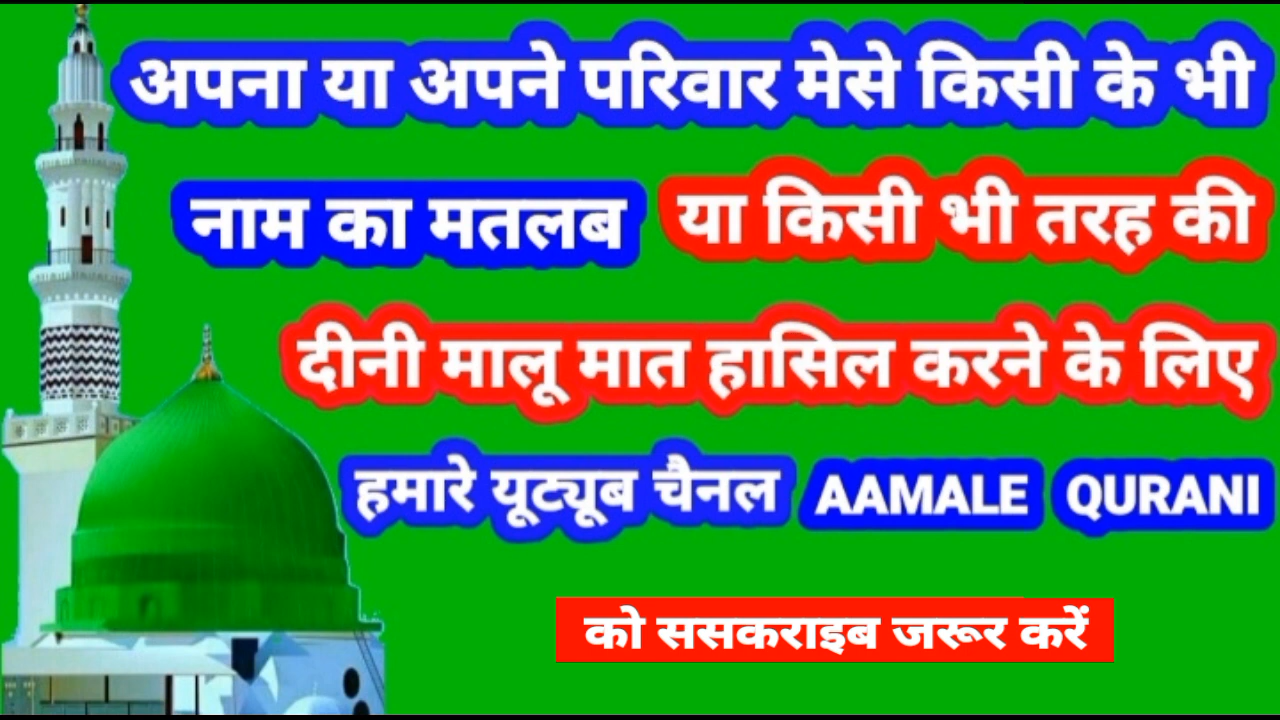 अपना या अपने परिवार मेसे किसी के भी
नाम का मतलब या किसी भी तरह की
दीनी मालू मात हासिल करने के लिए
हमारे यूट्यूब चैनल AAMALE QURANI
को ससकराइब जरूर करें